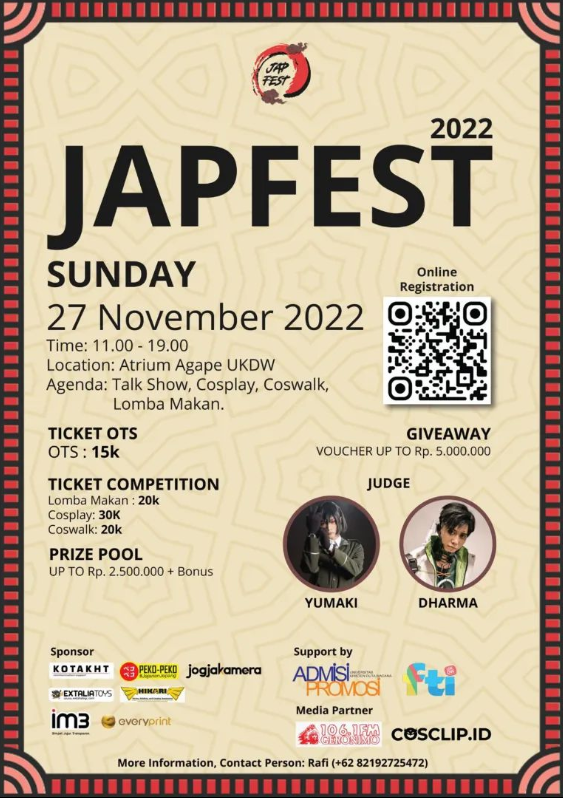 JAP
FEST
2022
JAPFEST
SUNDAY
27 November 2022
Time: 11.00 - 19.00
Location: Atrium Agape UKDW
Agenda: Talk Show, Cosplay, Coswalk,
Lomba Makan.
Online
Registration
TICKET OTS
OTS : 15k
GIVEAWAY
VOUCHER UP TO Rp. 5.000.000
TICKET COMPETITION
Lomba Makan : 20k
Cosplay: 30K
Coswalk: 20k
PRIZE POOL
UP TO Rp. 2.500.000 + Bonus
JUDGE
YUMAKI
DHARMA
Sponsor
KOTAKHT
PEKO-PEKO
jogjakamera
EXTALIATOYS
HIKARI
im3
everyprint
Support by
ADMISI
PROMOSI
fti
Media Partner
106.1FM
GERONIMO
COSCLIP.ID
More Information, Contact Person: Rafi (+62 82192725472)